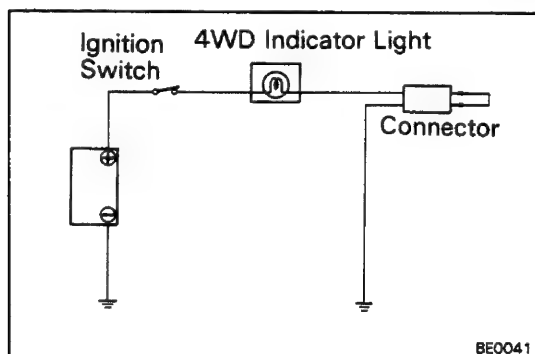 Ignition
Switch
4WD Indicator Light
Connector
BE0041